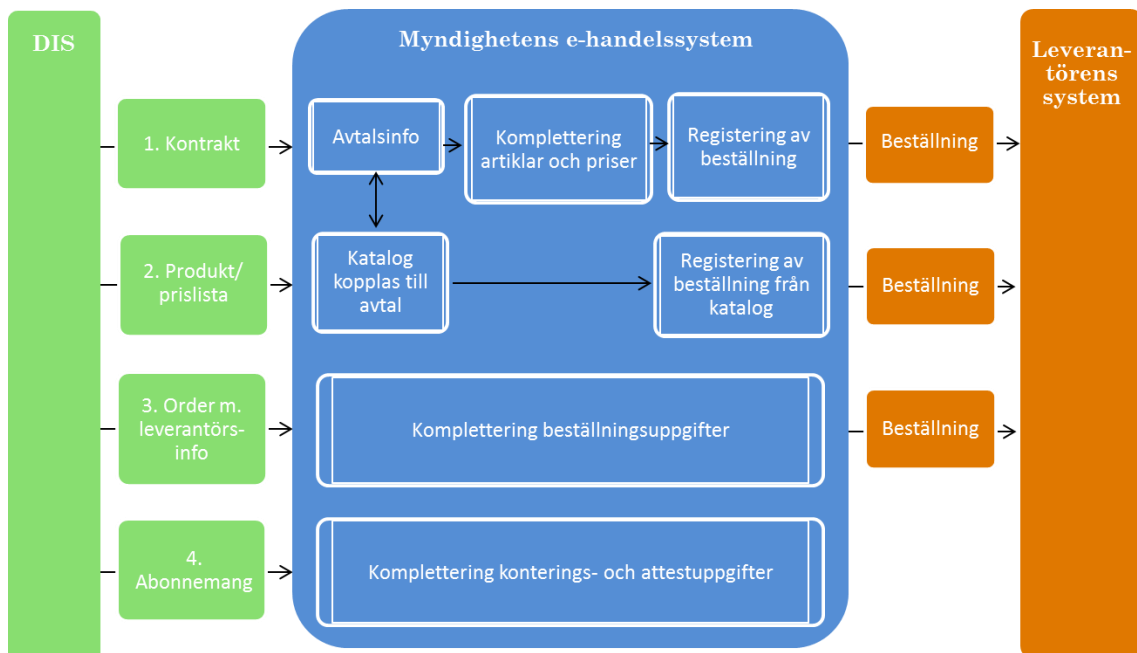 DIS
Myndighetens e-handelssystem
Leveran-
törens
system
1. Kontrakt
Avtalsinfo
Komplettering
artiklar och priser
Registering av
beställning
Beställning
2. Produkt/
prislista
Katalog
kopplas till
avtal
Registering av
beställning från
katalog
Beställning
3. Order m.
leverantörs-
info
Komplettering beställningsuppgifter
Beställning
4.
Abonnemang
Komplettering konterings- och attestuppgifter